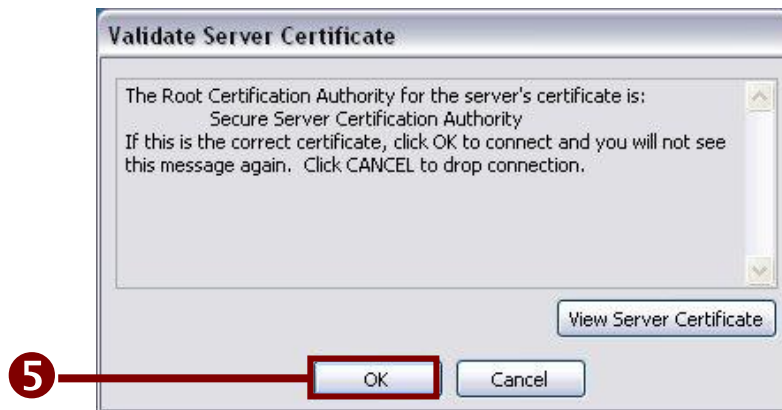 Validate Server Certificate
The Root Certification Authority for the server's certificate is:
Secure Server Certification Authority
If this is the correct certificate, click OK to connect and you will not see
this message again.  Click CANCEL to drop connection.
View Server Certificate
5
OK
Cancel